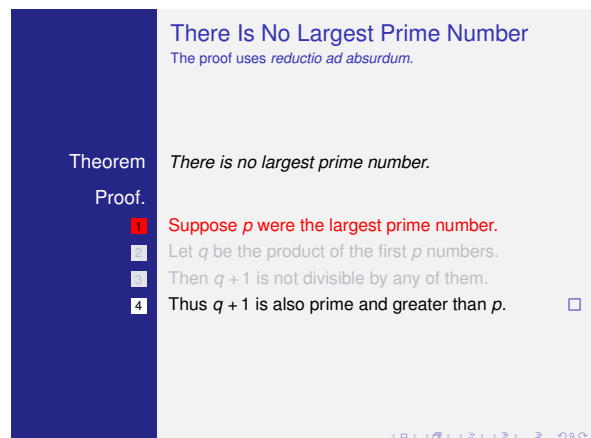 There Is No Largest Prime Number
The proof uses reductio ad absurdum.
Theorem There is no largest prime number.
Proof.
1 Suppose p were the largest prime number.
2 Let q be the product of the first p numbers.
3 Then q + 1 is not divisible by any of them.
4 Thus q + 1 is also prime and greater than p.